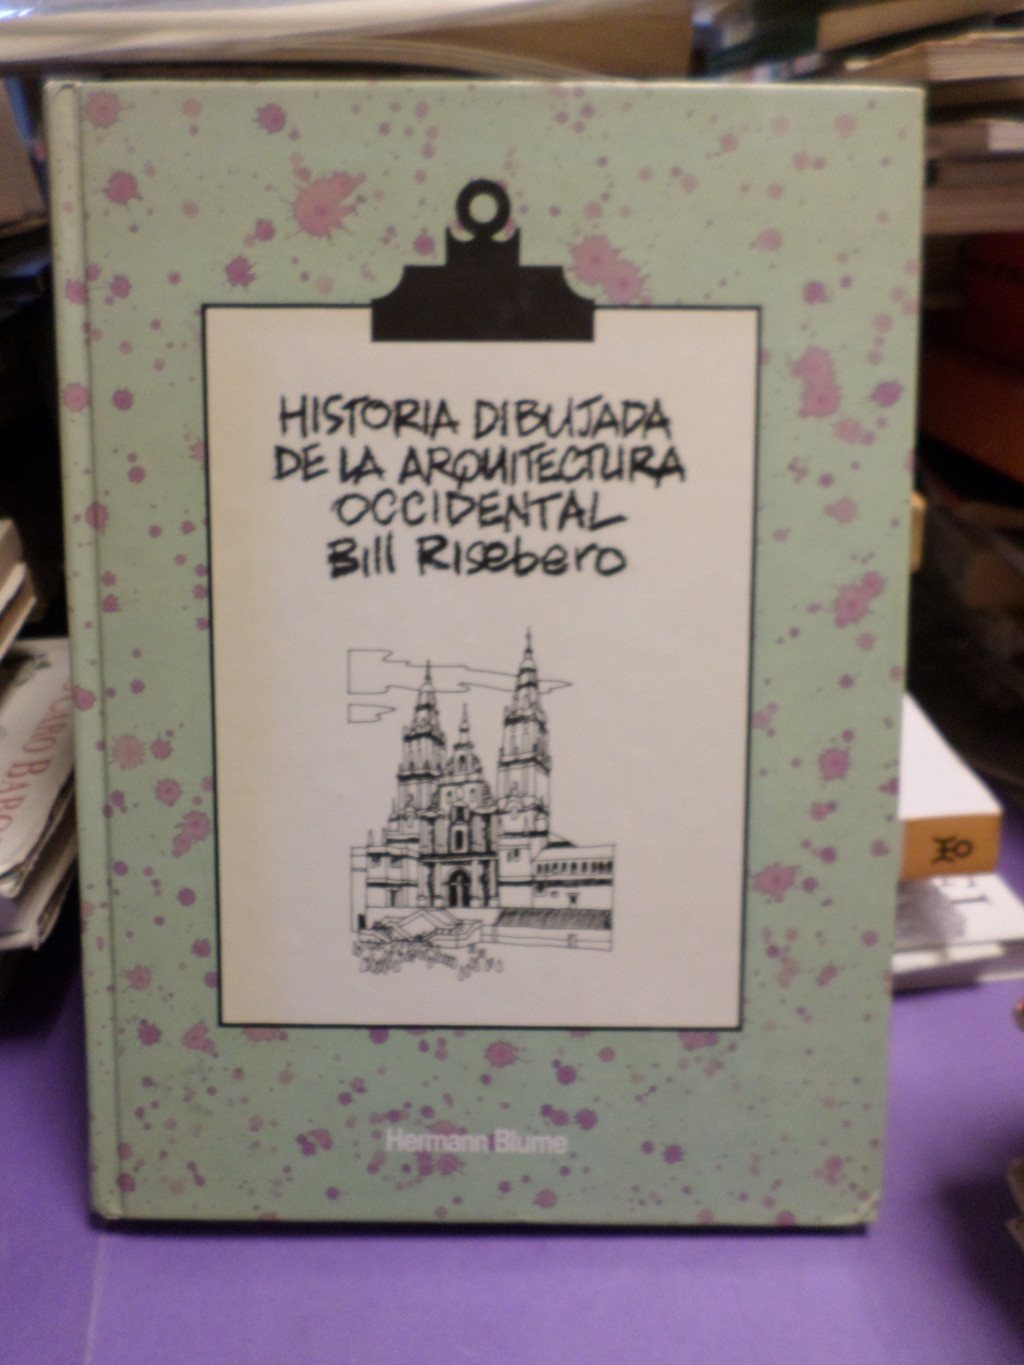 HISTORIA DIBUJADA
DE LA ARQUITECTURA
OCCIDENTAL
Bill Risebero
Hermann Blume